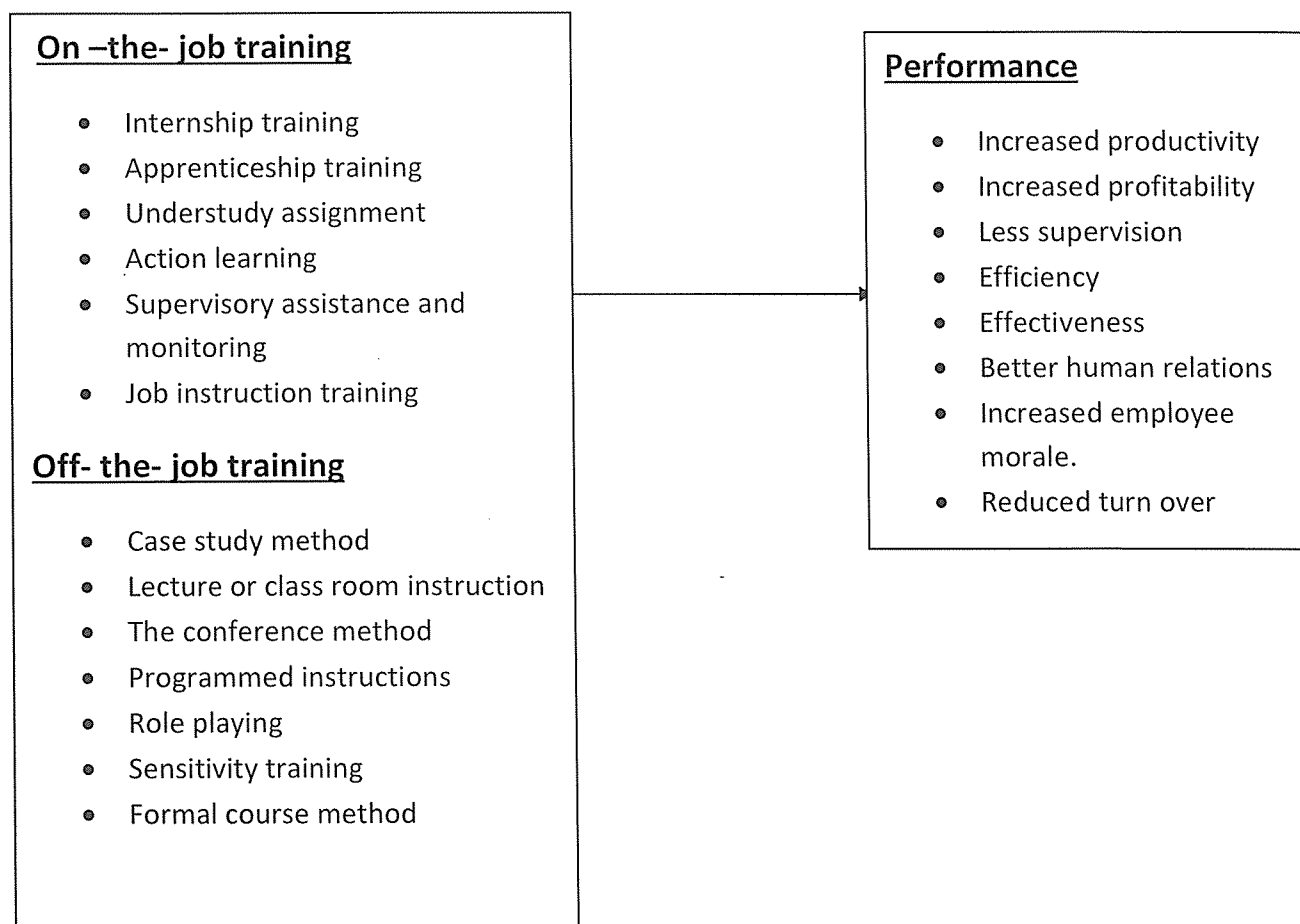 On –the- job training
• Internship training
• Apprenticeship training
• Understudy assignment
• Action learning
• Supervisory assistance and
monitoring
• Job instruction training
Off- the- job training
• Case study method
• Lecture or class room instruction
• The conference method
• Programmed instructions
• Role playing
• Sensitivity training
• Formal course method
Performance
• Increased productivity
• Increased profitability
• Less supervision
• Efficiency
• Effectiveness
• Better human relations
• Increased employee
morale.
• Reduced turn over